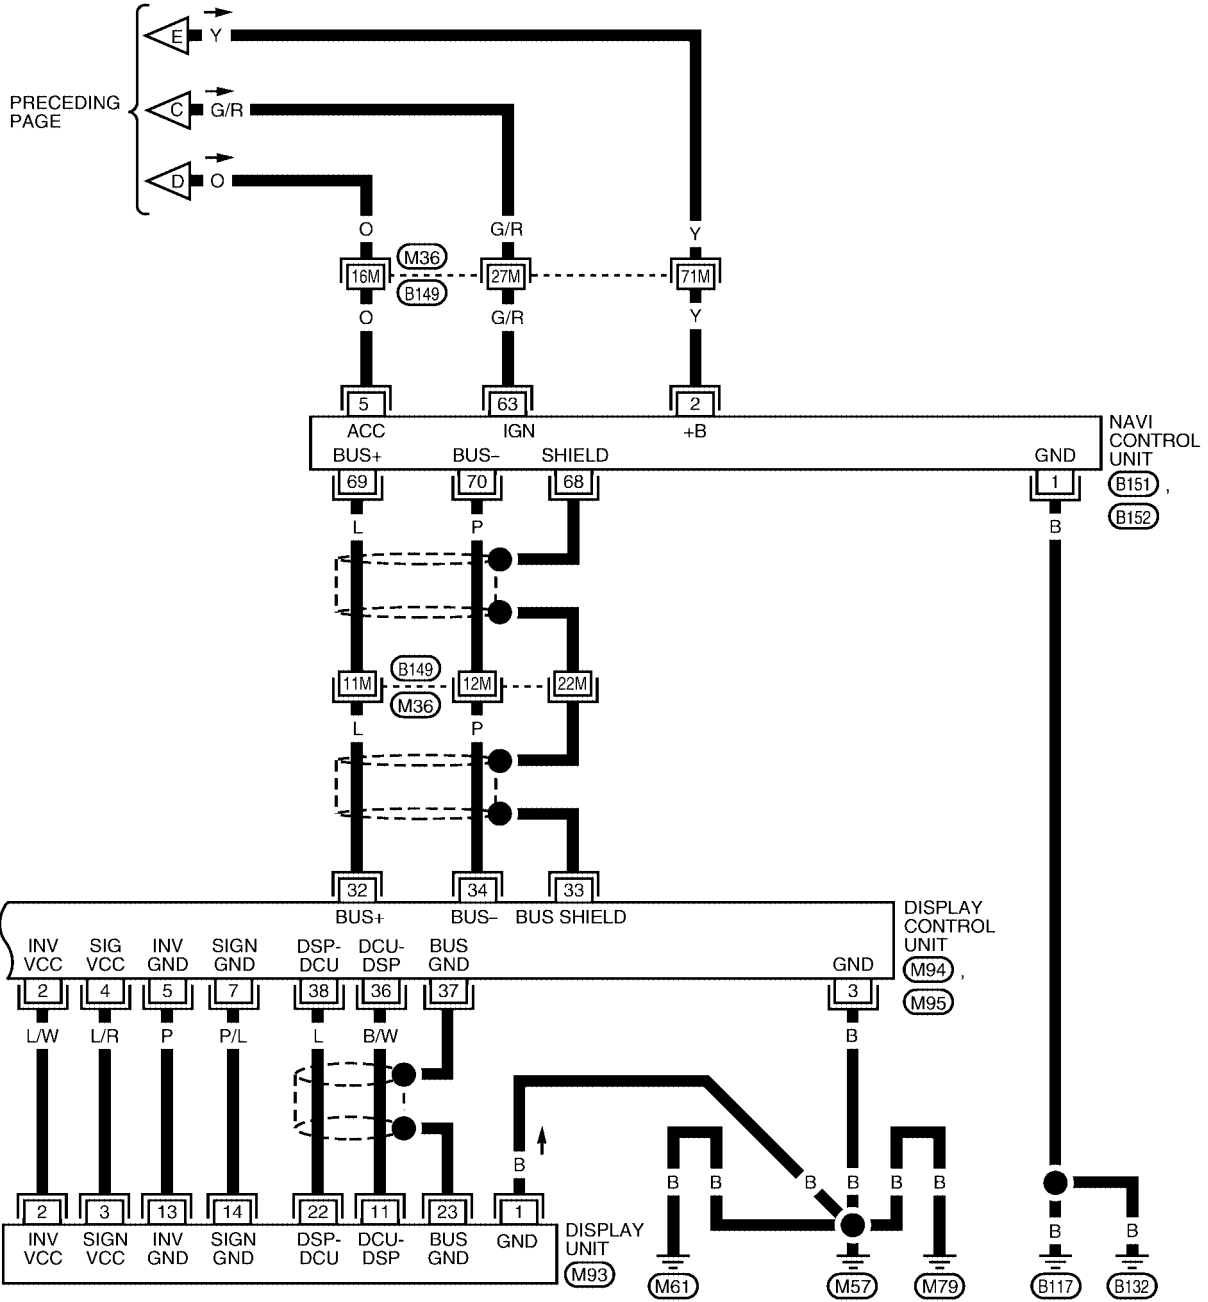 E Y
PRECEDING
PAGE
C G/R
D O
O G/R Y
M36
16M 27M 71M
B149
O G/R Y
5 63 2
ACC IGN +B
BUS+ BUS– SHIELD GND
NAVI
CONTROL
UNIT
B151 ,
B152
69 70 68 1
L P B
B149
11M 12M 22M
M36
L P
32 34 33
BUS+ BUS– BUS SHIELD
DISPLAY
CONTROL
UNIT
M94 ,
M95
INV SIG INV SIGN DSP- DCU- BUS
VCC VCC GND GND DCU DSP GND GND
2 4 5 7 38 36 37 3
L/W L/R P P/L L B/W B
B
B B B B B B
2 3 13 14 22 11 23 1
INV SIGN INV SIGN DSP- DCU- BUS
VCC VCC GND GND DCU DSP GND GND
DISPLAY
UNIT
M93
B B
M61 M57 M79 B117 B132